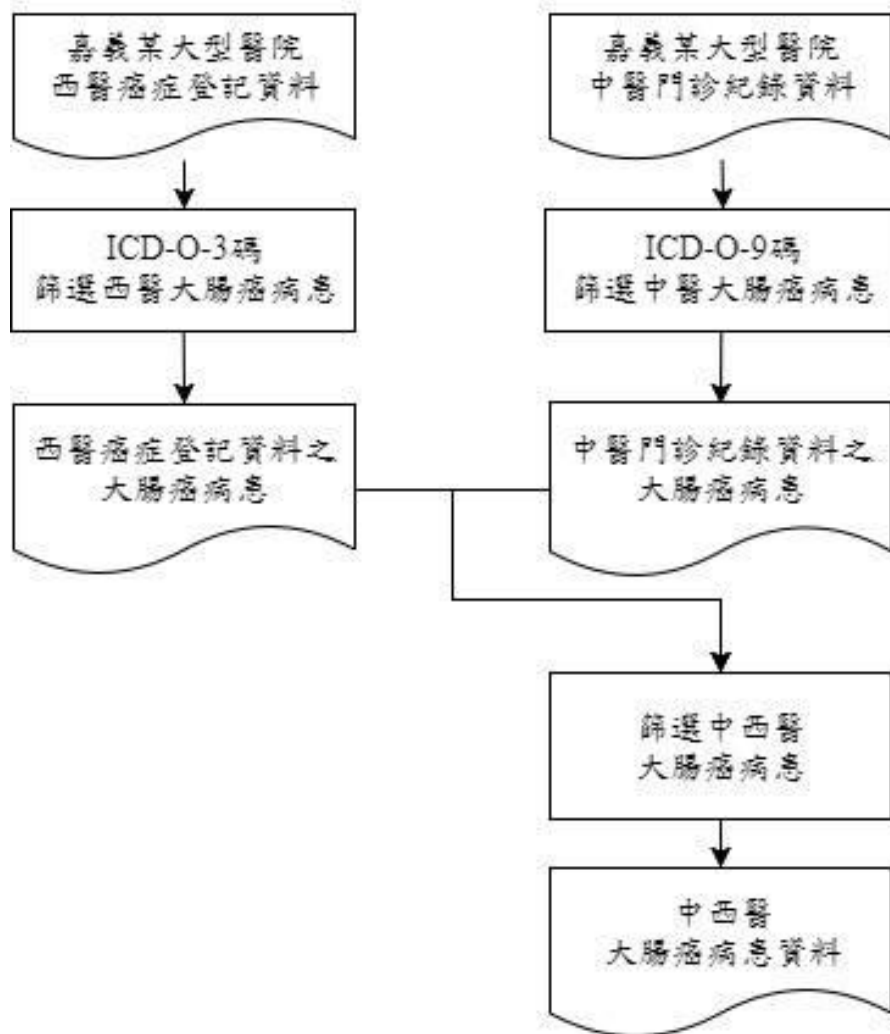 嘉義某大型醫院
西醫癌症登記資料
嘉義某大型醫院
中醫門診紀錄資料
ICD-O-3碼
篩選西醫大腸癌病患
ICD-O-9碼
篩選中醫大腸癌病患
西醫癌症登記資料之
大腸癌病患
中醫門診紀錄資料之
大腸癌病患
篩選中西醫
大腸癌病患
中西醫
大腸癌病患資料